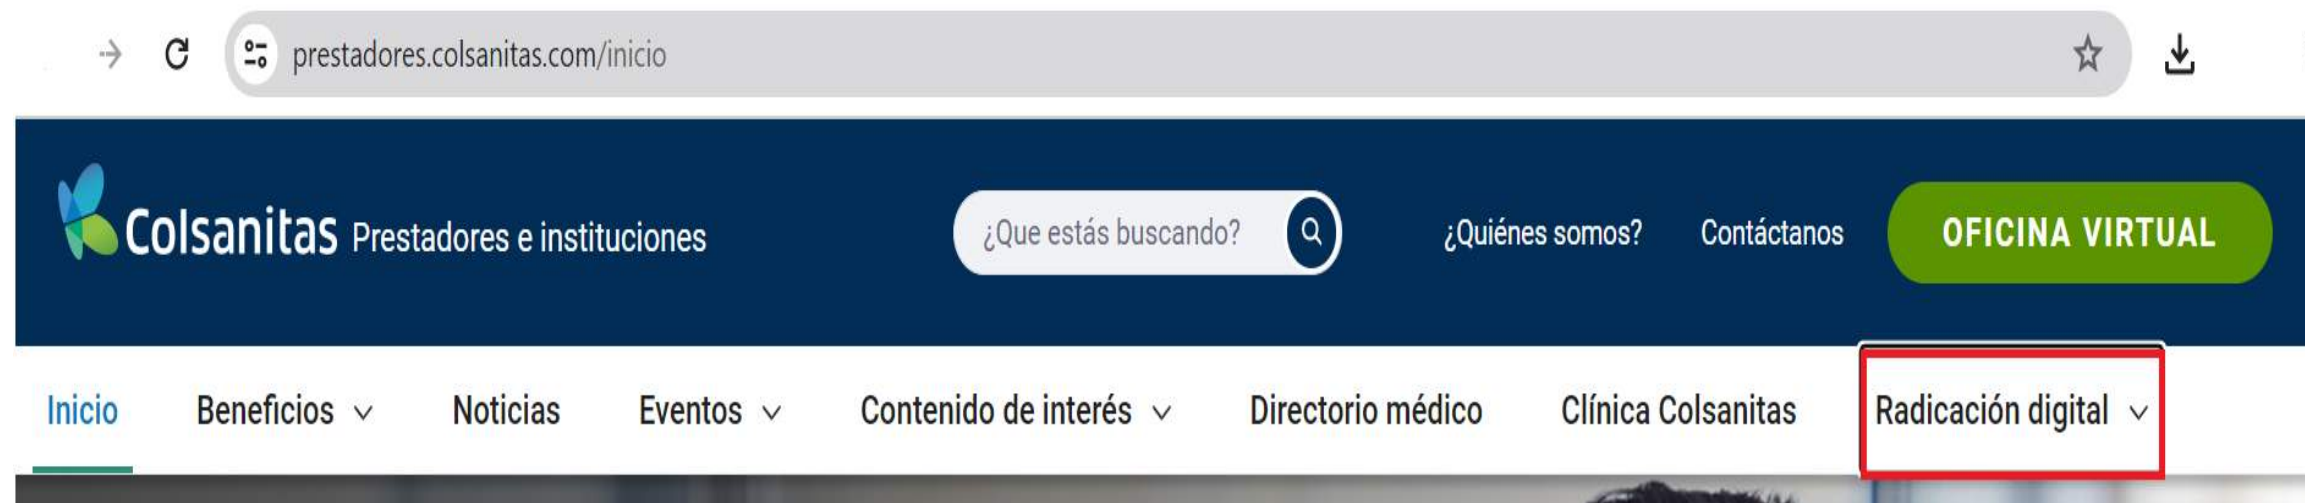 prestadores.colsanitas.com/inicio
Colsanitas Prestadores e instituciones
¿Que estás buscando?
¿Quiénes somos?
Contáctanos
OFICINA VIRTUAL
Inicio
Beneficios
Noticias
Eventos
Contenido de interés
Directorio médico
Clínica Colsanitas
Radicación digital